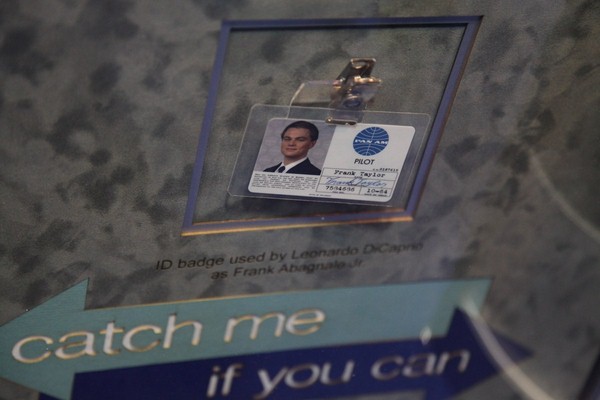 PAN AM
PILOT
Frank Taylor
ID badge used by Leonardo DiCaprio
as Frank Abagnale Jr.
catch me
if you can